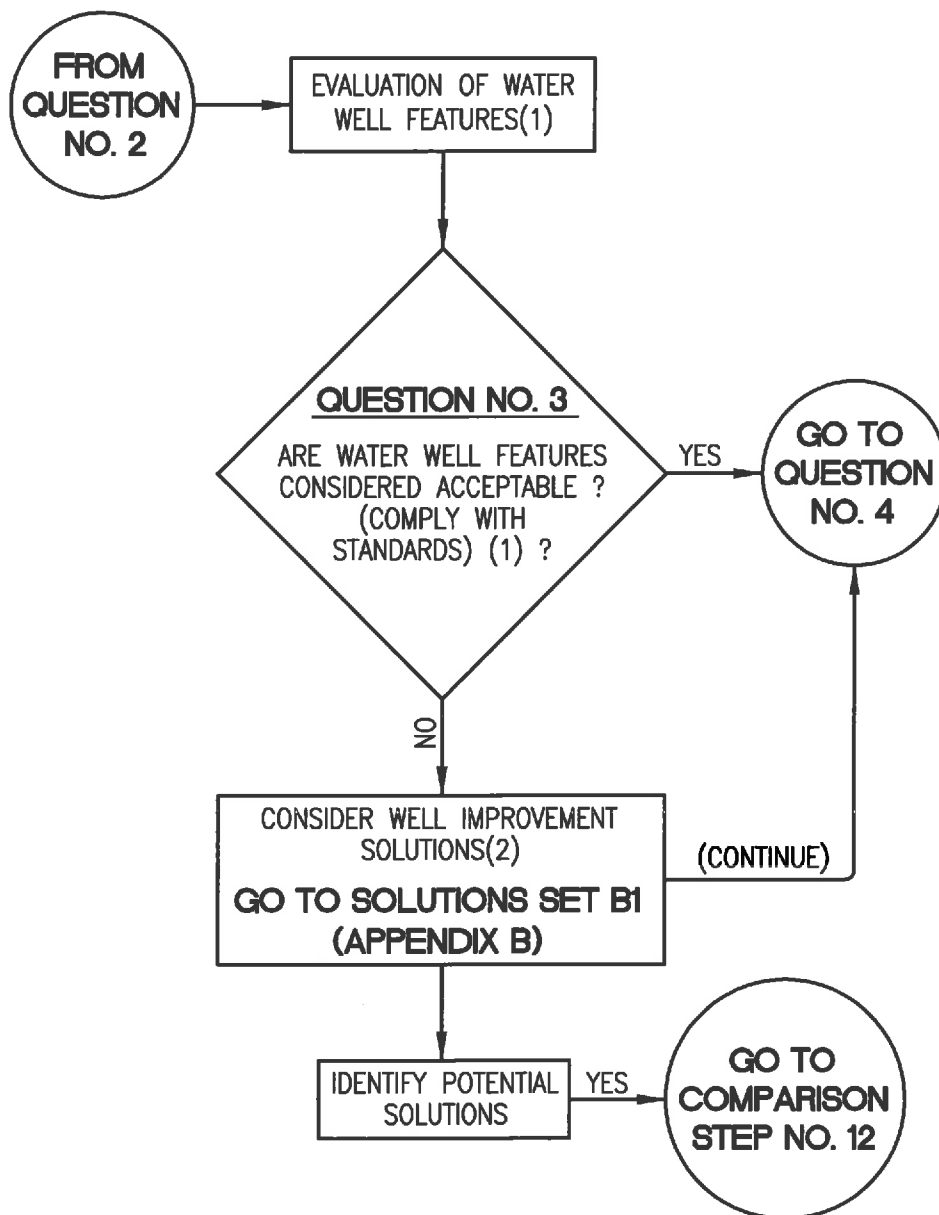 FROM
QUESTION
NO. 2
EVALUATION OF WATER
WELL FEATURES(1)
QUESTION NO. 3
ARE WATER WELL FEATURES
CONSIDERED ACCEPTABLE ?
(COMPLY WITH
STANDARDS) (1) ?
YES
GO TO
QUESTION
NO. 4
NO
CONSIDER WELL IMPROVEMENT
SOLUTIONS(2)
GO TO SOLUTIONS SET B1
(APPENDIX B)
(CONTINUE)
IDENTIFY POTENTIAL
SOLUTIONS
YES
GO TO
COMPARISON
STEP NO. 12